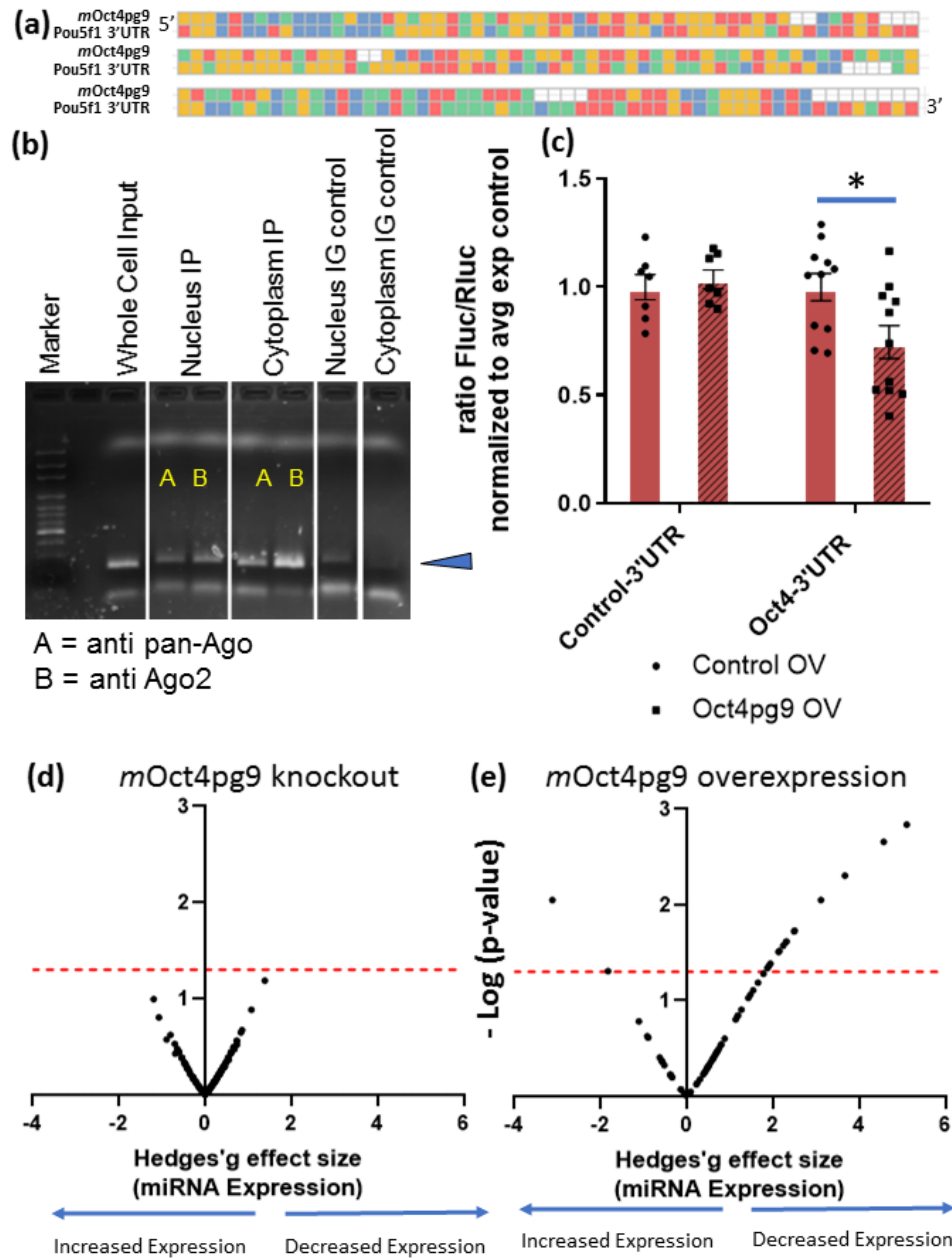 (a)
5’
mOct4pg9
Pou5f1 3’UTR
mOct4pg9
Pou5f1 3’UTR
mOct4pg9
Pou5f1 3’UTR
3’
(b)
Marker
Whole Cell Input
Nucleus IP
Cytoplasm IP
Nucleus IG control
Cytoplasm IG control
A B
A B
A = anti pan-Ago
B = anti Ago2
(c)
ratio Fluc/Rluc
normalized to avg exp control
1.5
1.0
0.5
0.0
*
Control-3'UTR
Oct4-3'UTR
Control OV
Oct4pg9 OV
(d) mOct4pg9 knockout
3
2
1
-4 -2 0 2 4 6
Hedges'g effect size
(miRNA Expression)
Increased Expression
Decreased Expression
(e) mOct4pg9 overexpression
- Log (p-value)
3
2
1
-4 -2 0 2 4 6
Hedges'g effect size
(miRNA Expression)
Increased Expression
Decreased Expression